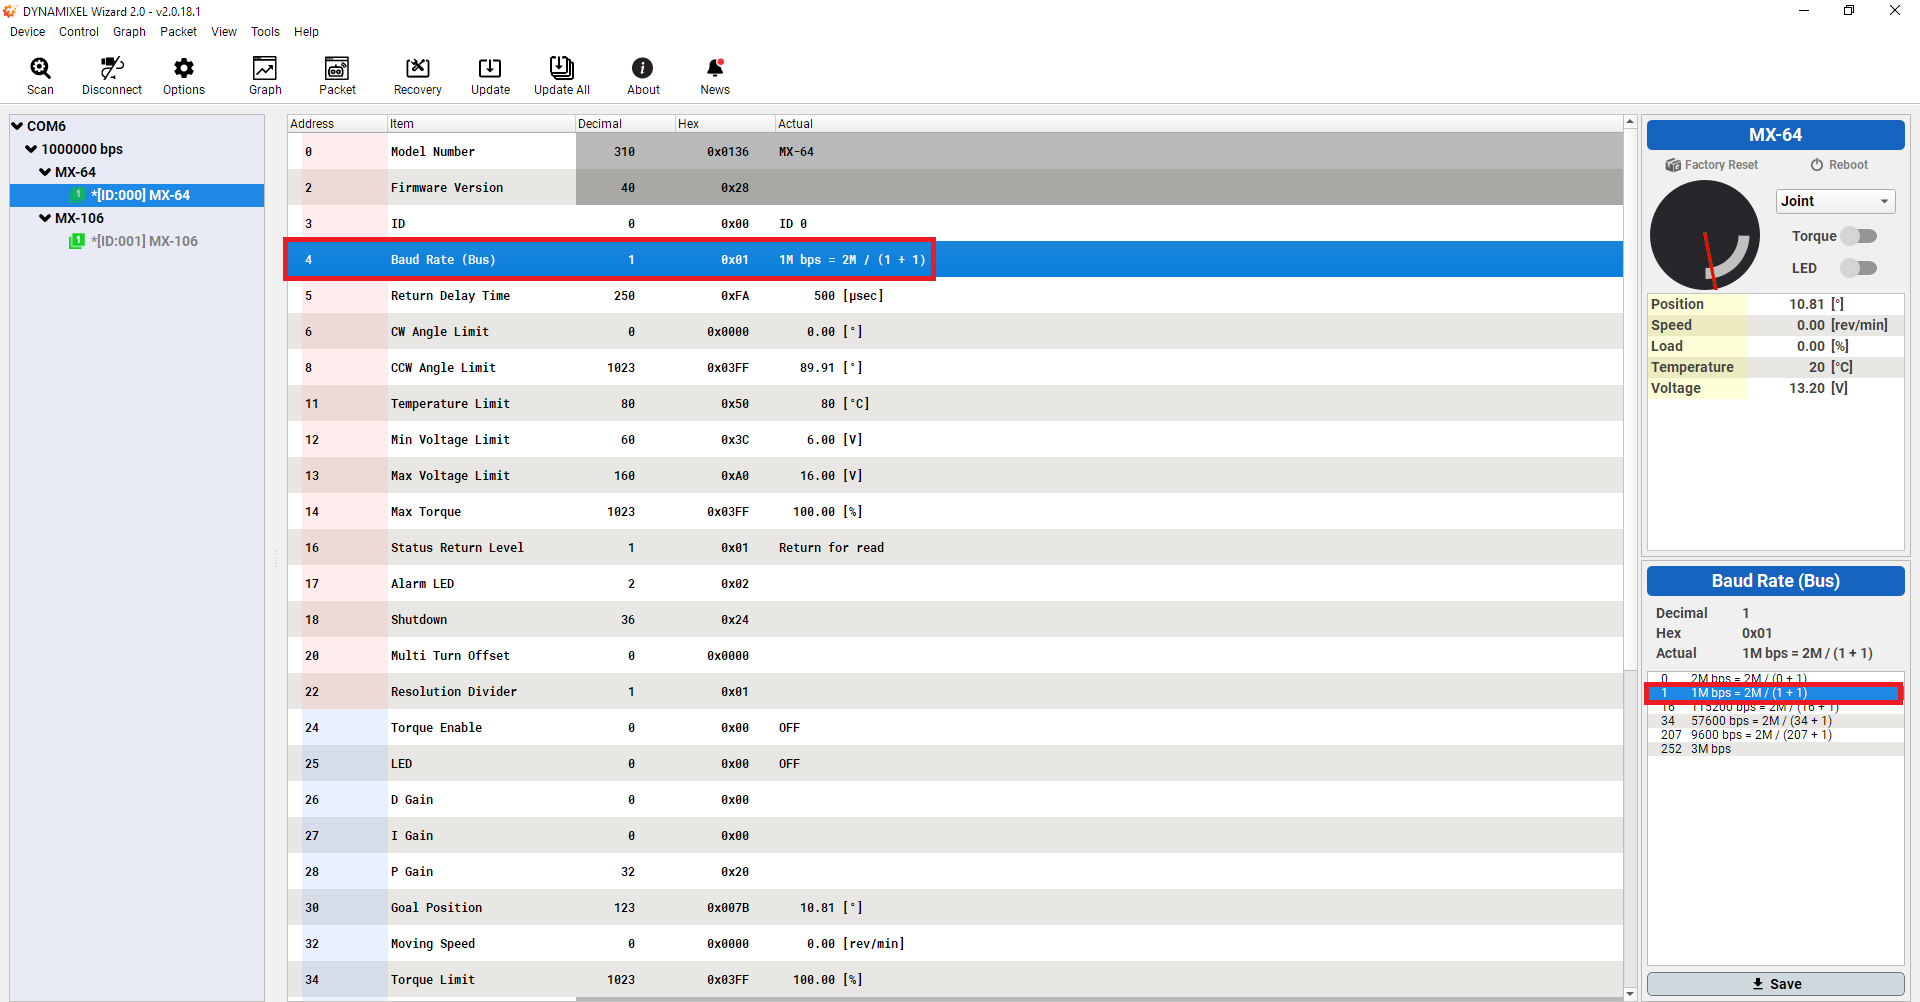 DYNAMIXEL Wizard 2.0 - v2.0.18.1
Device Control Graph Packet View Tools Help
Scan Disconnect Options Graph Packet Recovery Update Update All About News
COM6
1000000 bps
MX-64
1 *[ID:000] MX-64
MX-106
1 *[ID:001] MX-106
Address Item Decimal Hex Actual
0 Model Number 310 0x0136 MX-64
2 Firmware Version 40 0x28
3 ID 0 0x00 ID 0
4 Baud Rate (Bus) 1 0x01 1M bps = 2M / (1 + 1)
5 Return Delay Time 250 0xFA 500 [μsec]
6 CW Angle Limit 0 0x0000 0.00 [°]
8 CCW Angle Limit 1023 0x03FF 89.91 [°]
11 Temperature Limit 80 0x50 80 [°C]
12 Min Voltage Limit 60 0x3C 6.00 [V]
13 Max Voltage Limit 160 0xA0 16.00 [V]
14 Max Torque 1023 0x03FF 100.00 [%]
16 Status Return Level 1 0x01 Return for read
17 Alarm LED 2 0x02
18 Shutdown 36 0x24
20 Multi Turn Offset 0 0x0000
22 Resolution Divider 1 0x01
24 Torque Enable 0 0x00 OFF
25 LED 0 0x00 OFF
26 D Gain 0 0x00
27 I Gain 0 0x00
28 P Gain 32 0x20
30 Goal Position 123 0x007B 10.81 [°]
32 Moving Speed 0 0x0000 0.00 [rev/min]
34 Torque Limit 1023 0x03FF 100.00 [%]
MX-64
Factory Reset Reboot
Joint
Torque
LED
Position 10.81 [°]
Speed 0.00 [rev/min]
Load 0.00 [%]
Temperature 20 [°C]
Voltage 13.20 [V]
Baud Rate (Bus)
Decimal 1
Hex 0x01
Actual 1M bps = 2M / (1 + 1)
0 2M bps = 2M / (0 + 1)
1 1M bps = 2M / (1 + 1)
16 115200 bps = 2M / (16 + 1)
34 57600 bps = 2M / (34 + 1)
207 9600 bps = 2M / (207 + 1)
252 3M bps
Save